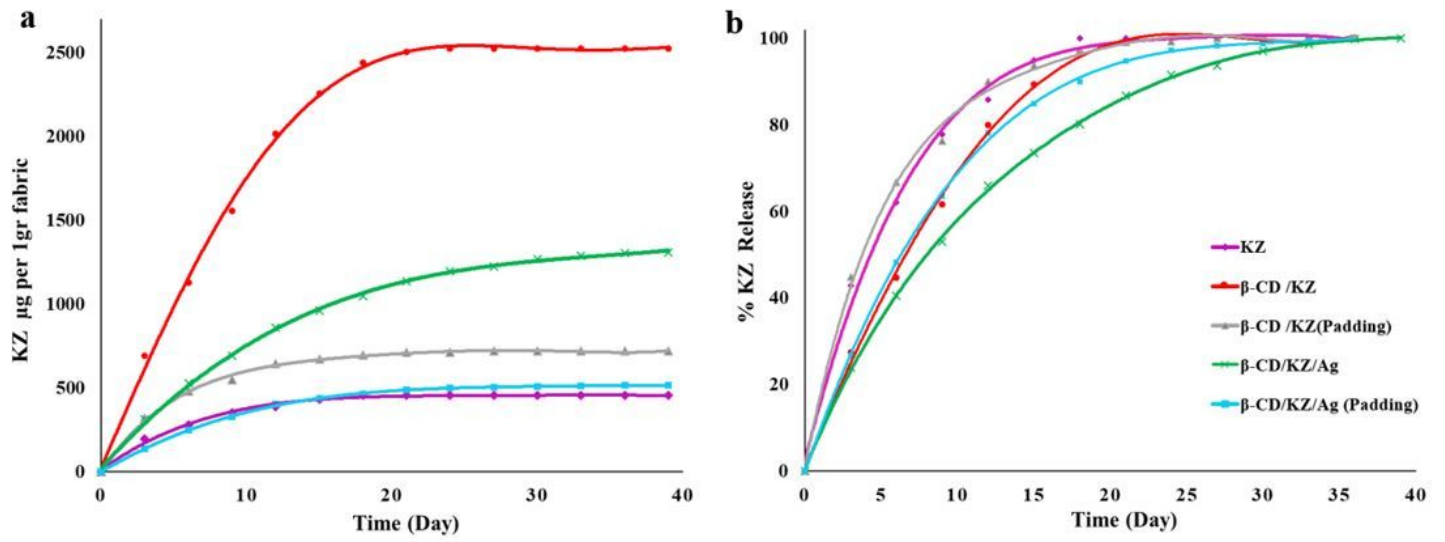 a
KZ µg per 1gr fabric
2500
2000
1500
1000
500
0
0 10 20 30 40
Time (Day)
b
% KZ Release
100
80
60
40
20
0
0 5 10 15 20 25 30 35 40
Time (Day)
KZ
β-CD /KZ
β-CD /KZ(Padding)
β-CD/KZ/Ag
β-CD/KZ/Ag (Padding)